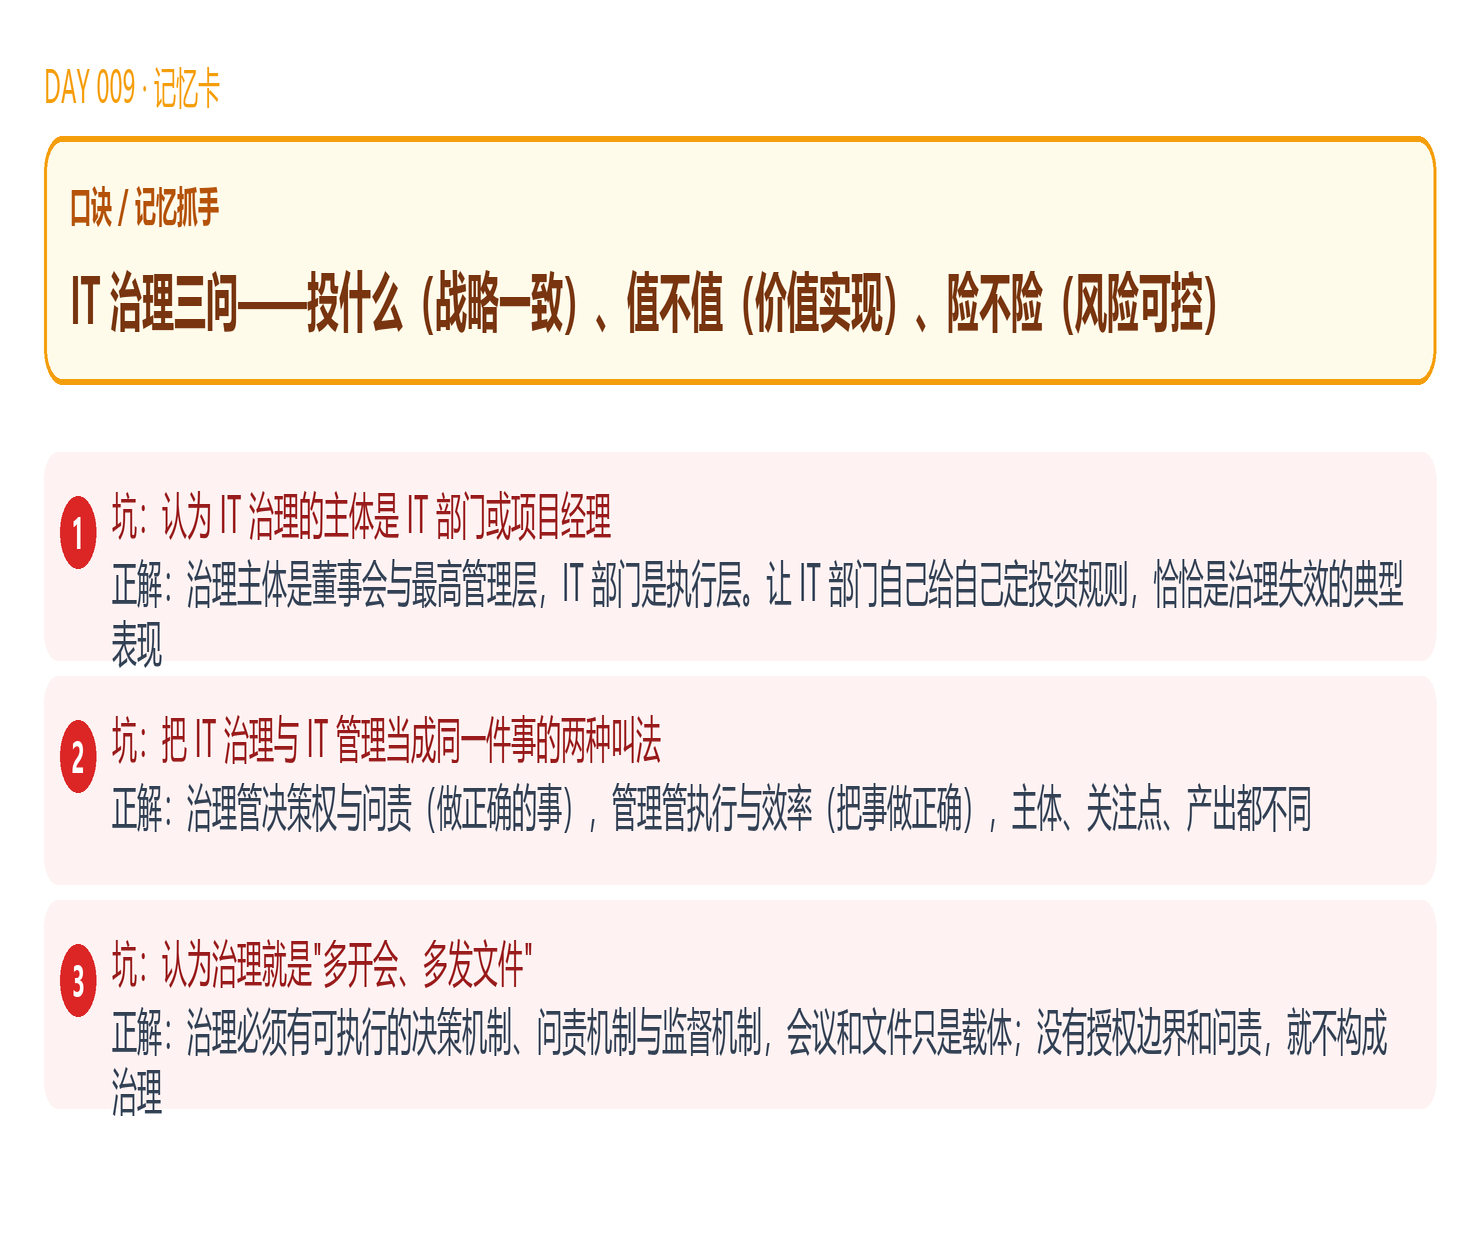 DAY 009 · 记忆卡
口诀 / 记忆抓手
IT 治理三问——投什么（战略一致）、值不值（价值实现）、险不险（风险可控）
1
坑：认为 IT 治理的主体是 IT 部门或项目经理
正解：治理主体是董事会与最高管理层，IT 部门是执行层。让 IT 部门自己给自己定投资规则，恰恰是治理失效的典型
表现
2
坑：把 IT 治理与 IT 管理当成同一件事的两种叫法
正解：治理管决策权与问责（做正确的事），管理管执行与效率（把事做正确），主体、关注点、产出都不同
3
坑：认为治理就是"多开会、多发文件"
正解：治理必须有可执行的决策机制、问责机制与监督机制，会议和文件只是载体；没有授权边界和问责，就不构成
治理